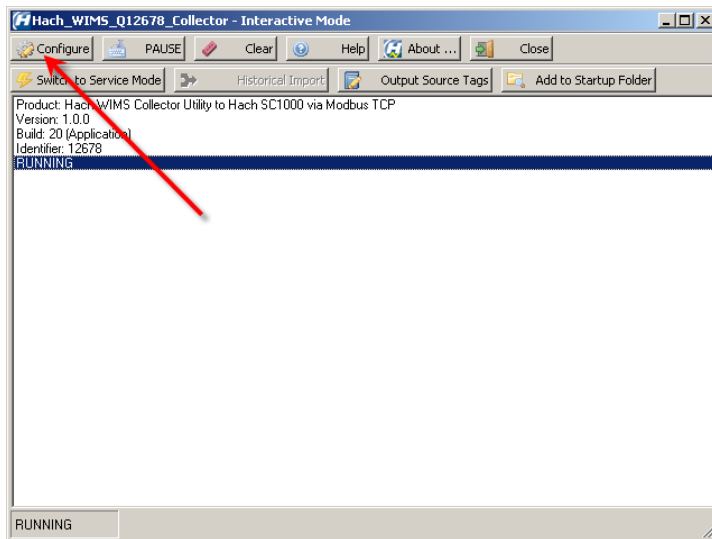 Hach_WIMS_Q12678_Collector - Interactive Mode
Configure PAUSE Clear Help About ... Close
Switch to Service Mode Historical Import Output Source Tags Add to Startup Folder
Product: Hach WIMS Collector Utility to Hach SC1000 via Modbus TCP
Version: 1.0.0
Build: 20 (Application)
Identifier: 12678
RUNNING
RUNNING